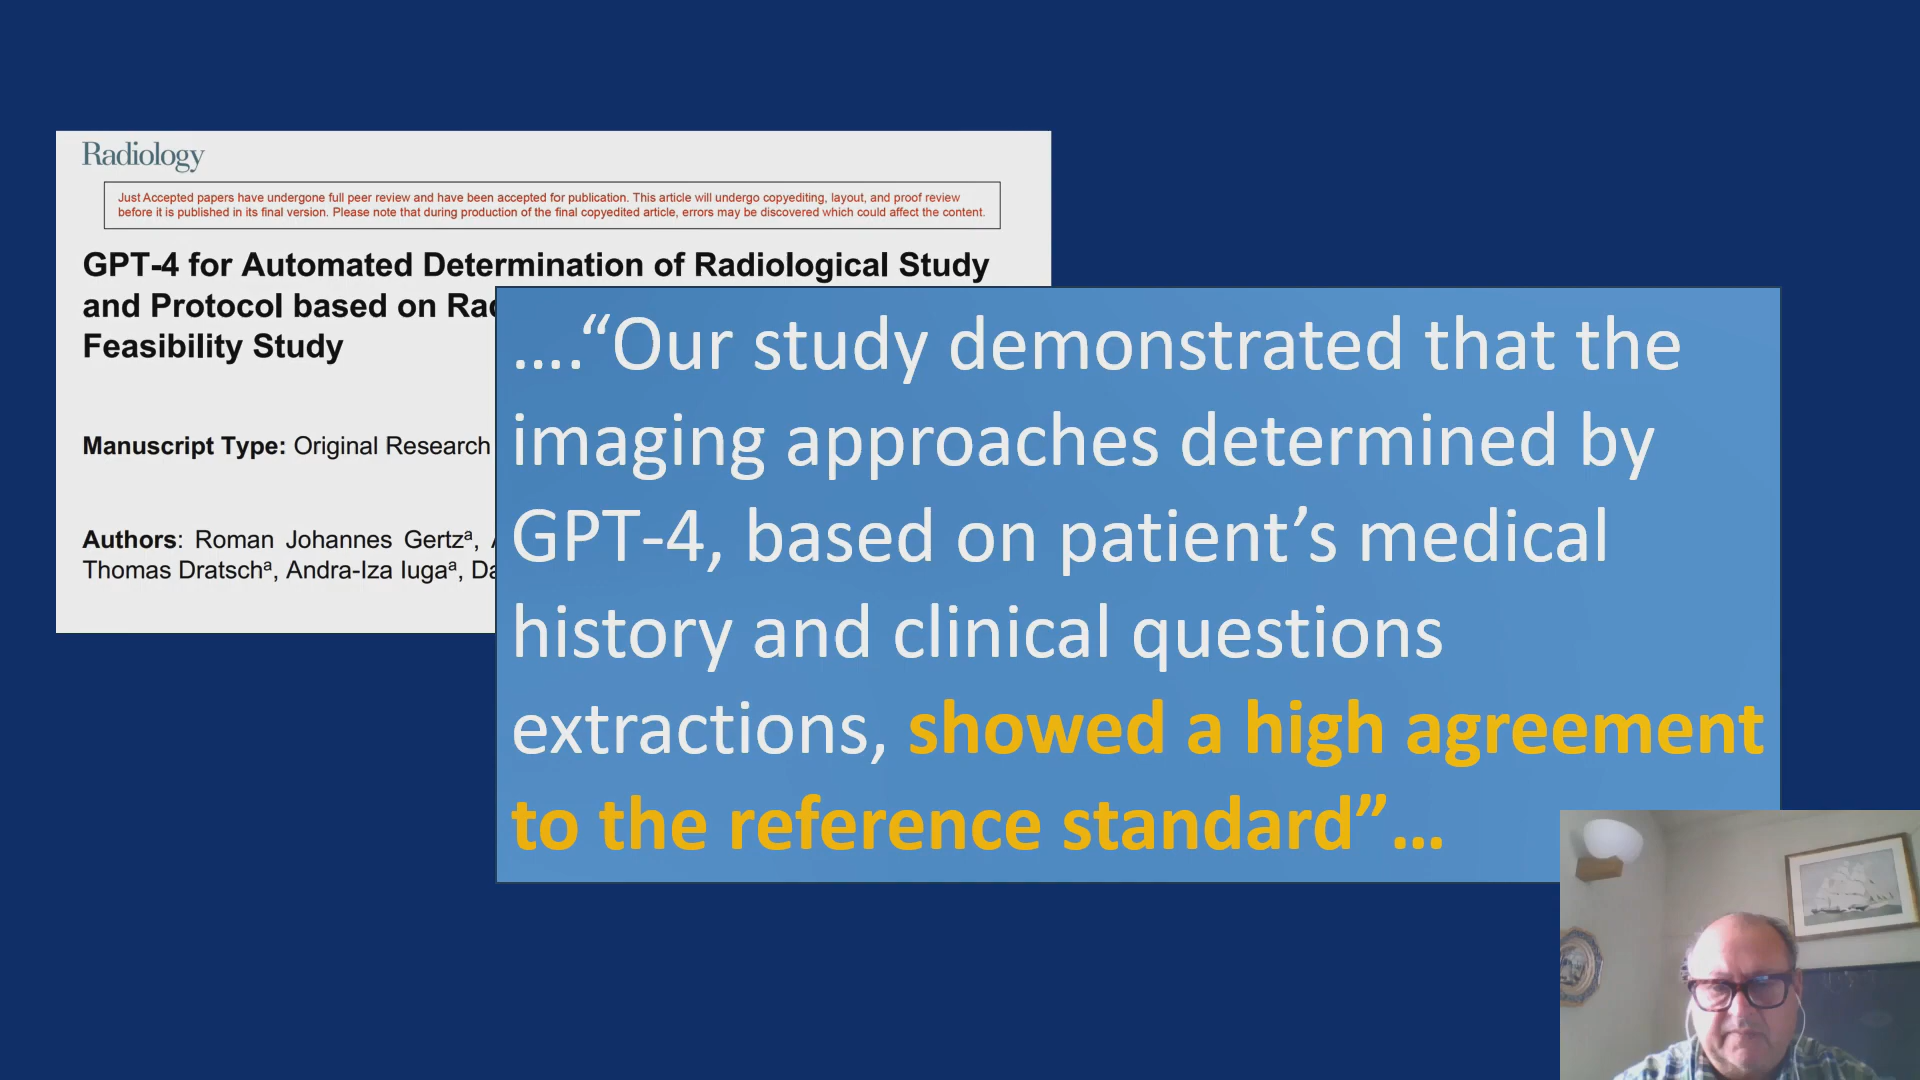 Radiology
Just Accepted papers have undergone full peer review and have been accepted for publication. This article will undergo copyediting, layout, and proof review
before it is published in its final version. Please note that during production of the final copyedited article, errors may be discovered which could affect the content.
GPT-4 for Automated Determination of Radiological Study
and Protocol based on
Feasibility Study
Manuscript Type: Original Research
Authors: Roman Johannes Gertzᵃ,
Thomas Dratschᵃ, Andra-Iza Iugaᵃ,
....“Our study demonstrated that the
imaging approaches determined by
GPT-4, based on patient’s medical
history and clinical questions
extractions, showed a high agreement
to the reference standard”...